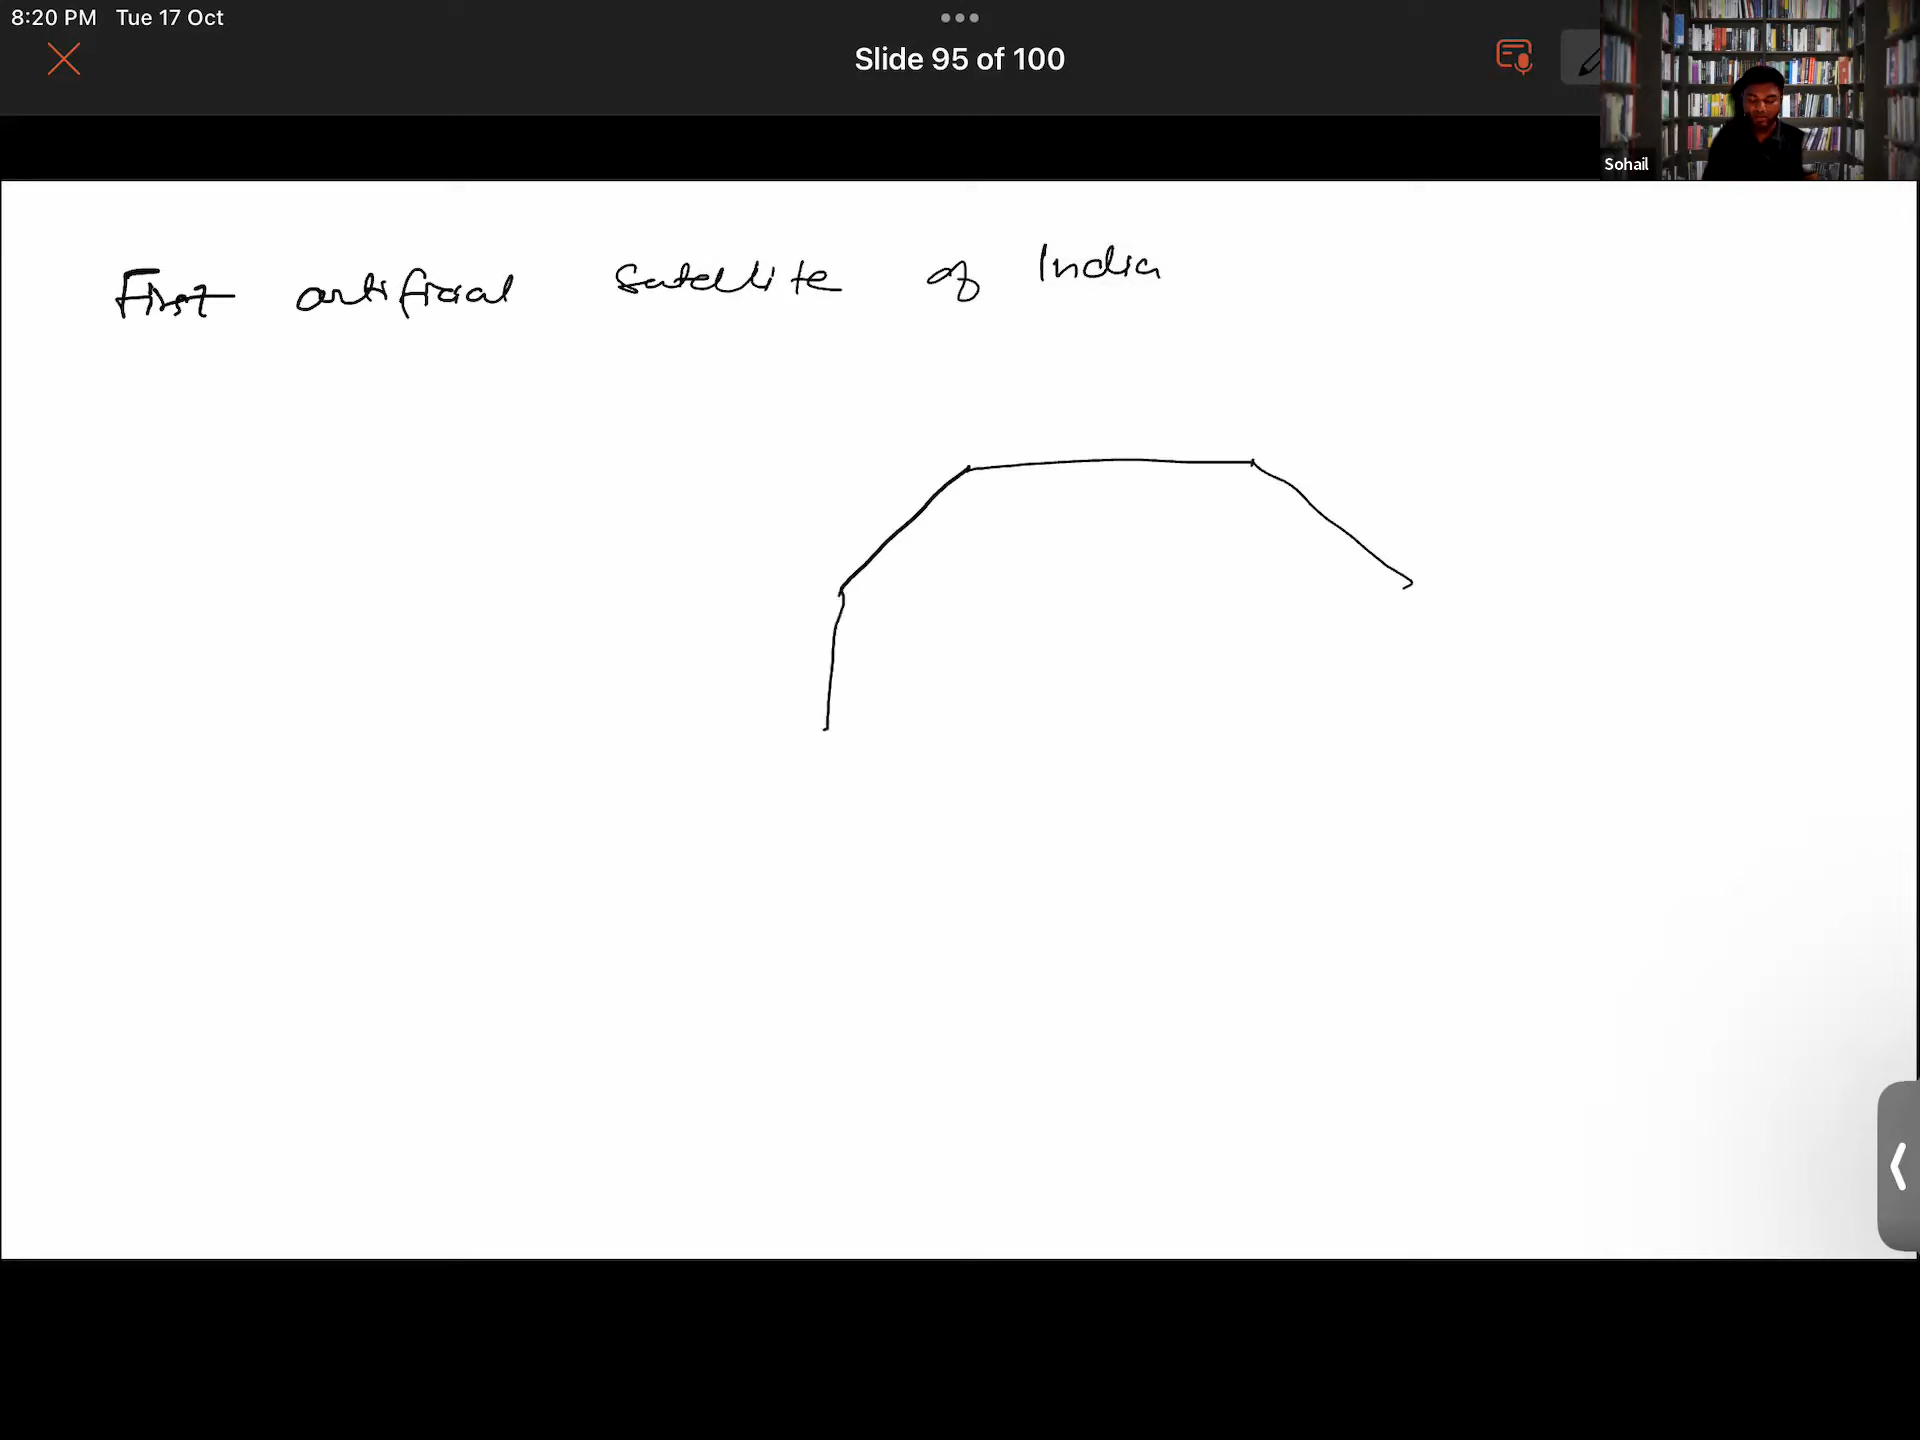 8:20 PM Tue 17 Oct
Slide 95 of 100
Sohail
First artificial satellite of India